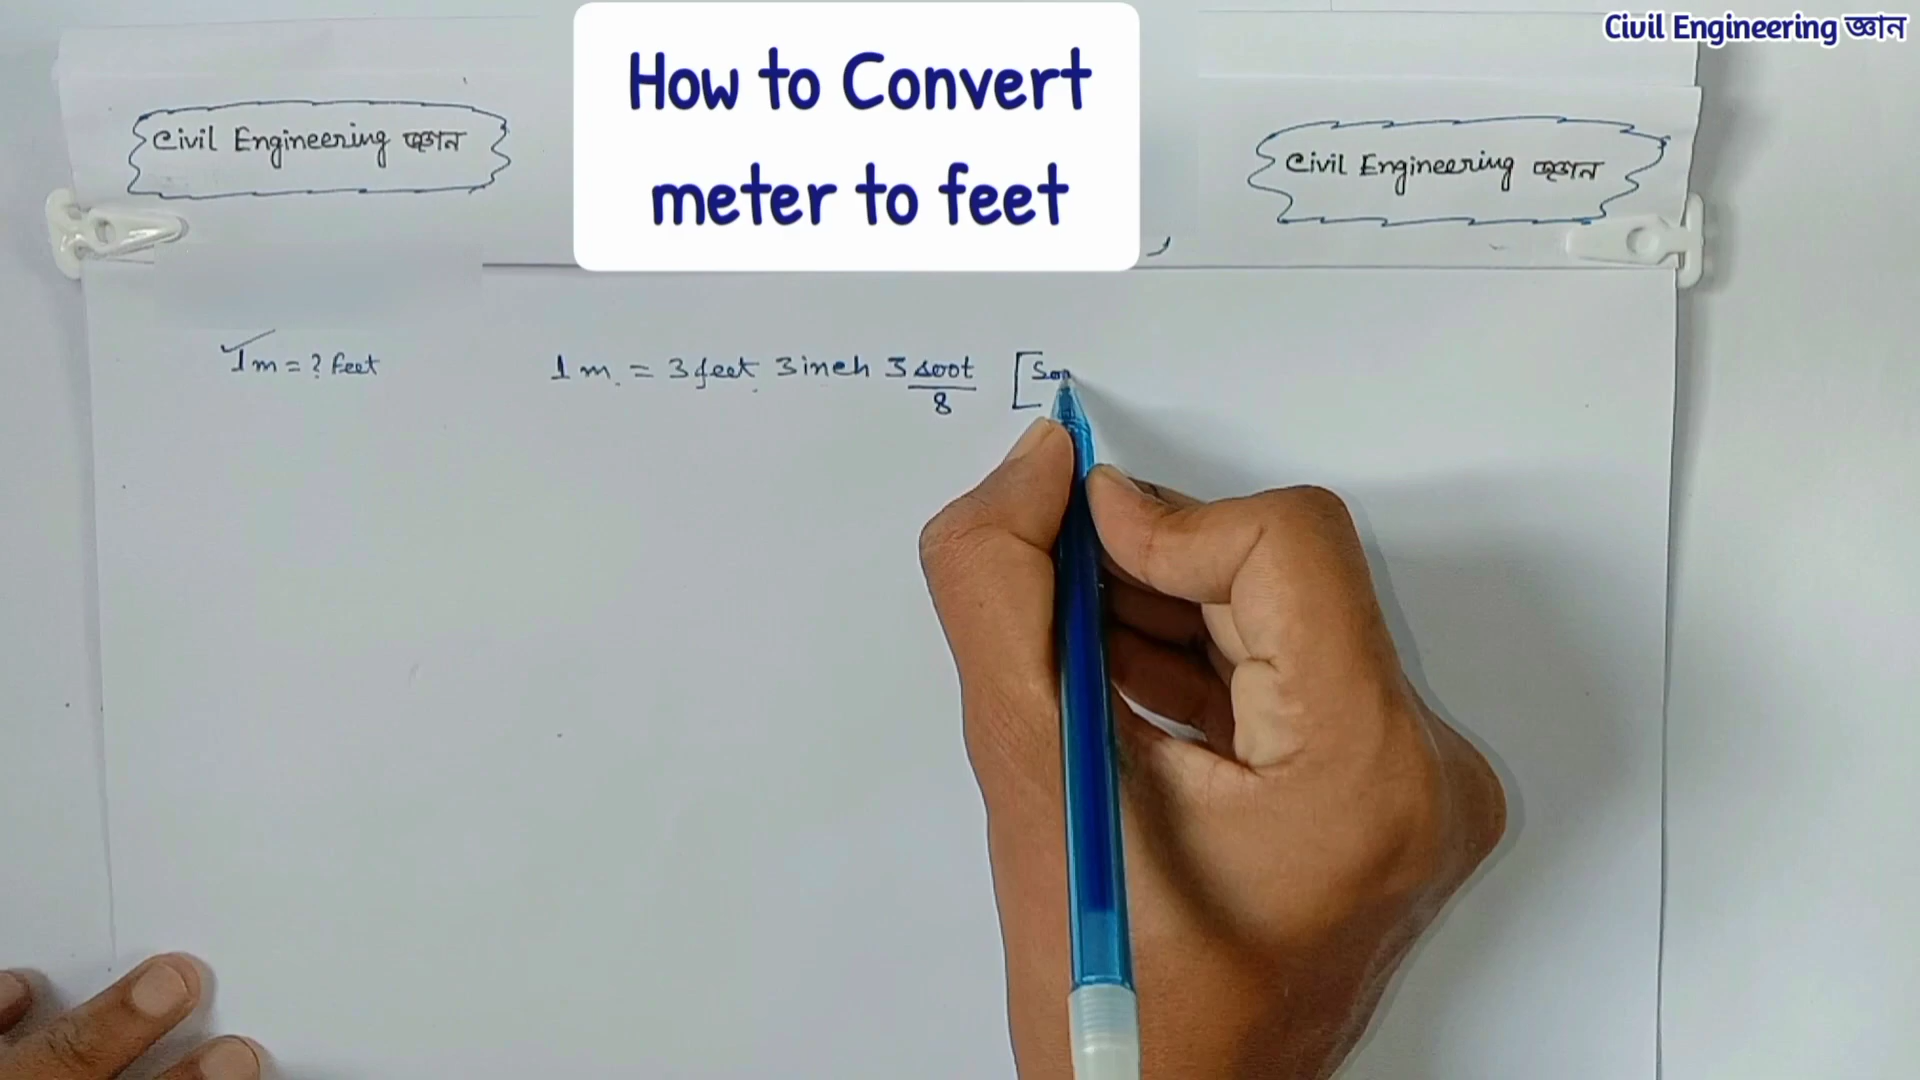 Civil Engineering জ্ঞান
How to Convert
meter to feet
Civil Engineering জ্ঞান
Civil Engineering জ্ঞান
1m = ? feet
1 m. = 3 feet 3 inch 3 soot [Soo
8